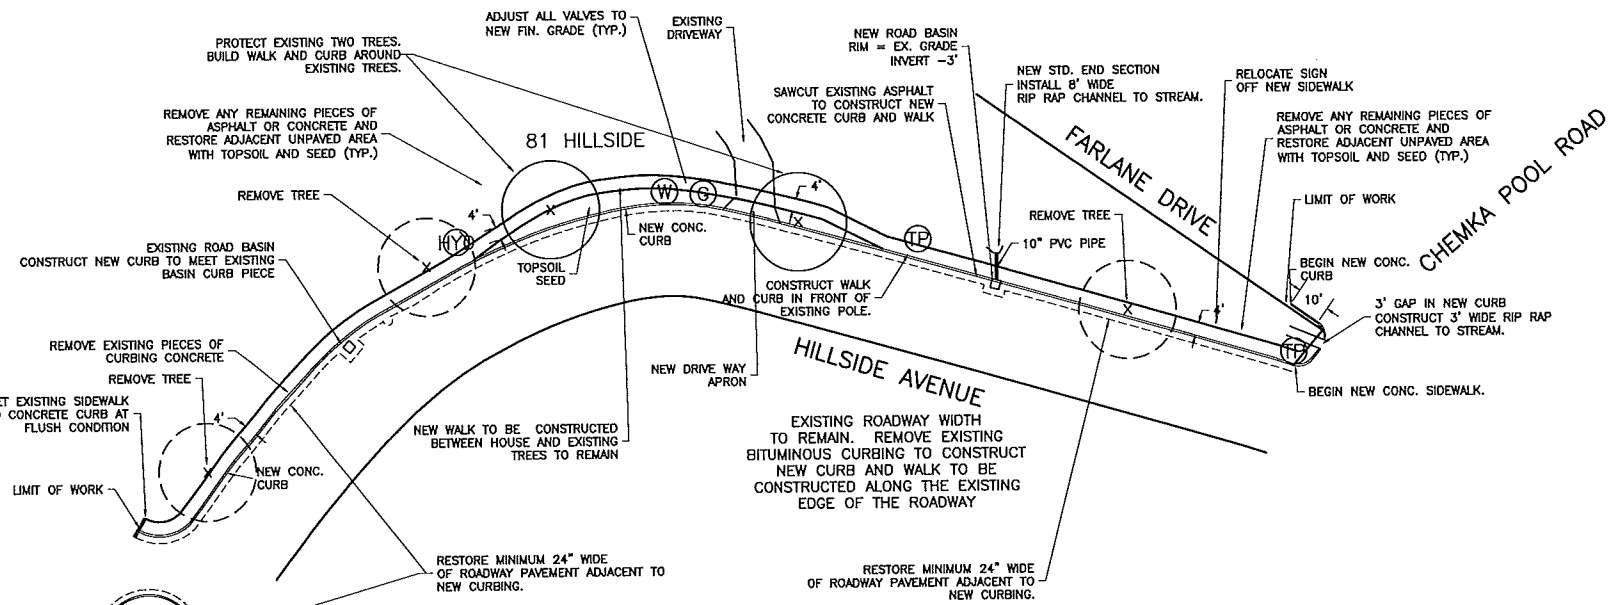 ADJUST ALL VALVES TO
NEW FIN. GRADE (TYP.)
EXISTING
DRIVEWAY
NEW ROAD BASIN
RIM = EX. GRADE
INVERT -3'
PROTECT EXISTING TWO TREES.
BUILD WALK AND CURB AROUND
EXISTING TREES.
NEW STD. END SECTION
INSTALL 8' WIDE
RIP RAP CHANNEL TO STREAM.
RELOCATE SIGN
OFF NEW SIDEWALK
SAWCUT EXISTING ASPHALT
TO CONSTRUCT NEW
CONCRETE CURB AND WALK
REMOVE ANY REMAINING PIECES OF
ASPHALT OR CONCRETE AND
RESTORE ADJACENT UNPAVED AREA
WITH TOPSOIL AND SEED (TYP.)
81 HILLSIDE
FARLANE DRIVE
REMOVE ANY REMAINING PIECES OF
ASPHALT OR CONCRETE AND
RESTORE ADJACENT UNPAVED AREA
WITH TOPSOIL AND SEED (TYP.)
CHEMKA POOL ROAD
REMOVE TREE
4'
W
G
4'
LIMIT OF WORK
REMOVE TREE
HYD
NEW CONC.
CURB
TP
10" PVC PIPE
EXISTING ROAD BASIN
CONSTRUCT NEW CURB TO MEET EXISTING
BASIN CURB PIECE
TOPSOIL
SEED
BEGIN NEW CONC.
CURB
CONSTRUCT WALK
AND CURB IN FRONT OF
EXISTING POLE.
4'
10'
3' GAP IN NEW CURB
CONSTRUCT 3' WIDE RIP RAP
CHANNEL TO STREAM.
REMOVE EXISTING PIECES OF
CURBING CONCRETE
HILLSIDE AVENUE
TP
NEW DRIVE WAY
APRON
REMOVE TREE
BEGIN NEW CONC. SIDEWALK.
EXISTING SIDEWALK
CONCRETE CURB AT
FLUSH CONDITION
4'
NEW WALK TO BE CONSTRUCTED
BETWEEN HOUSE AND EXISTING
TREES TO REMAIN
EXISTING ROADWAY WIDTH
TO REMAIN. REMOVE EXISTING
BITUMINOUS CURBING TO CONSTRUCT
NEW CURB AND WALK TO BE
CONSTRUCTED ALONG THE EXISTING
EDGE OF THE ROADWAY
NEW CONC.
CURB
LIMIT OF WORK
RESTORE MINIMUM 24" WIDE
OF ROADWAY PAVEMENT ADJACENT TO
NEW CURBING.
RESTORE MINIMUM 24" WIDE
OF ROADWAY PAVEMENT ADJACENT TO
NEW CURBING.